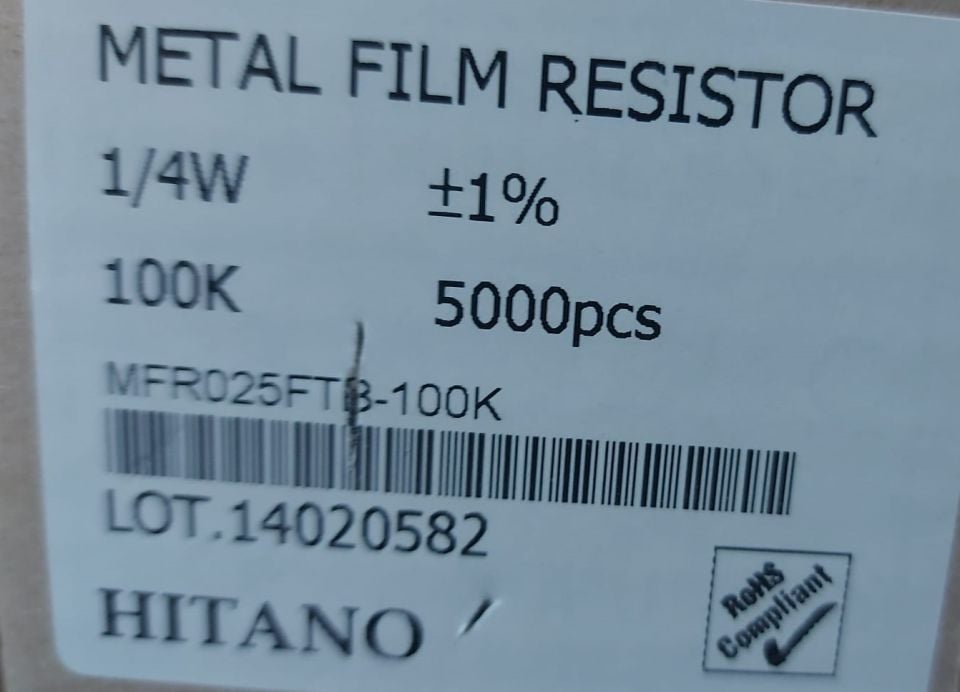 METAL FILM RESISTOR
1/4W ±1%
100K 5000pcs
MFR025FTB-100K
LOT.14020582
HITANO
RoHS
Compliant